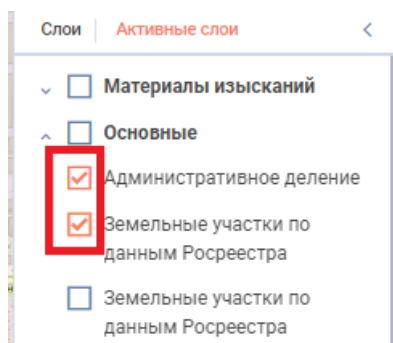 Слои Активные слои
Материалы изысканий
Основные
Административное деление
Земельные участки по
данным Росреестра
Земельные участки по
данным Росреестра